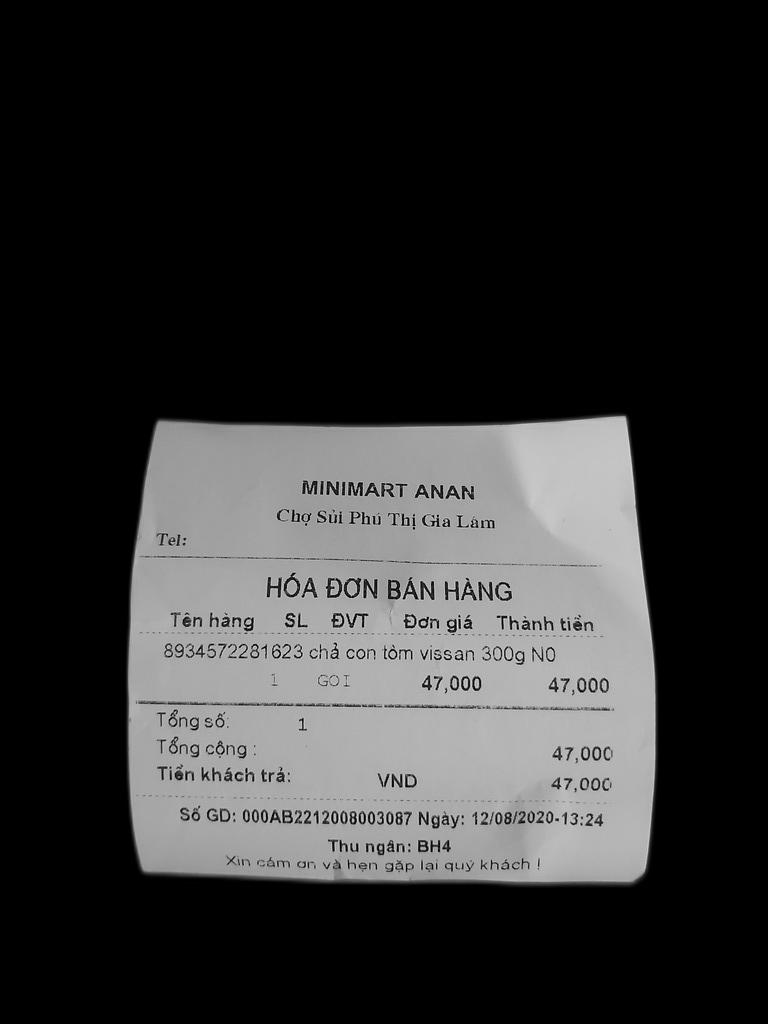 MINIMART ANAN
Chợ Sủi Phú Thị Gia Lâm
Tel:
HÓA ĐƠN BÁN HÀNG
Tên hàng SL ĐVT Đơn giá Thành tiền
8934572281623 chả con tôm vissan 300g N0
1 GOI 47,000 47,000
Tổng số: 1
Tổng cộng : 47,000
Tiền khách trả: VND 47,000
Số GD: 000AB2212008003087 Ngày: 12/08/2020-13:24
Thu ngân: BH4
Xin cám ơn và hẹn gặp lại quý khách !